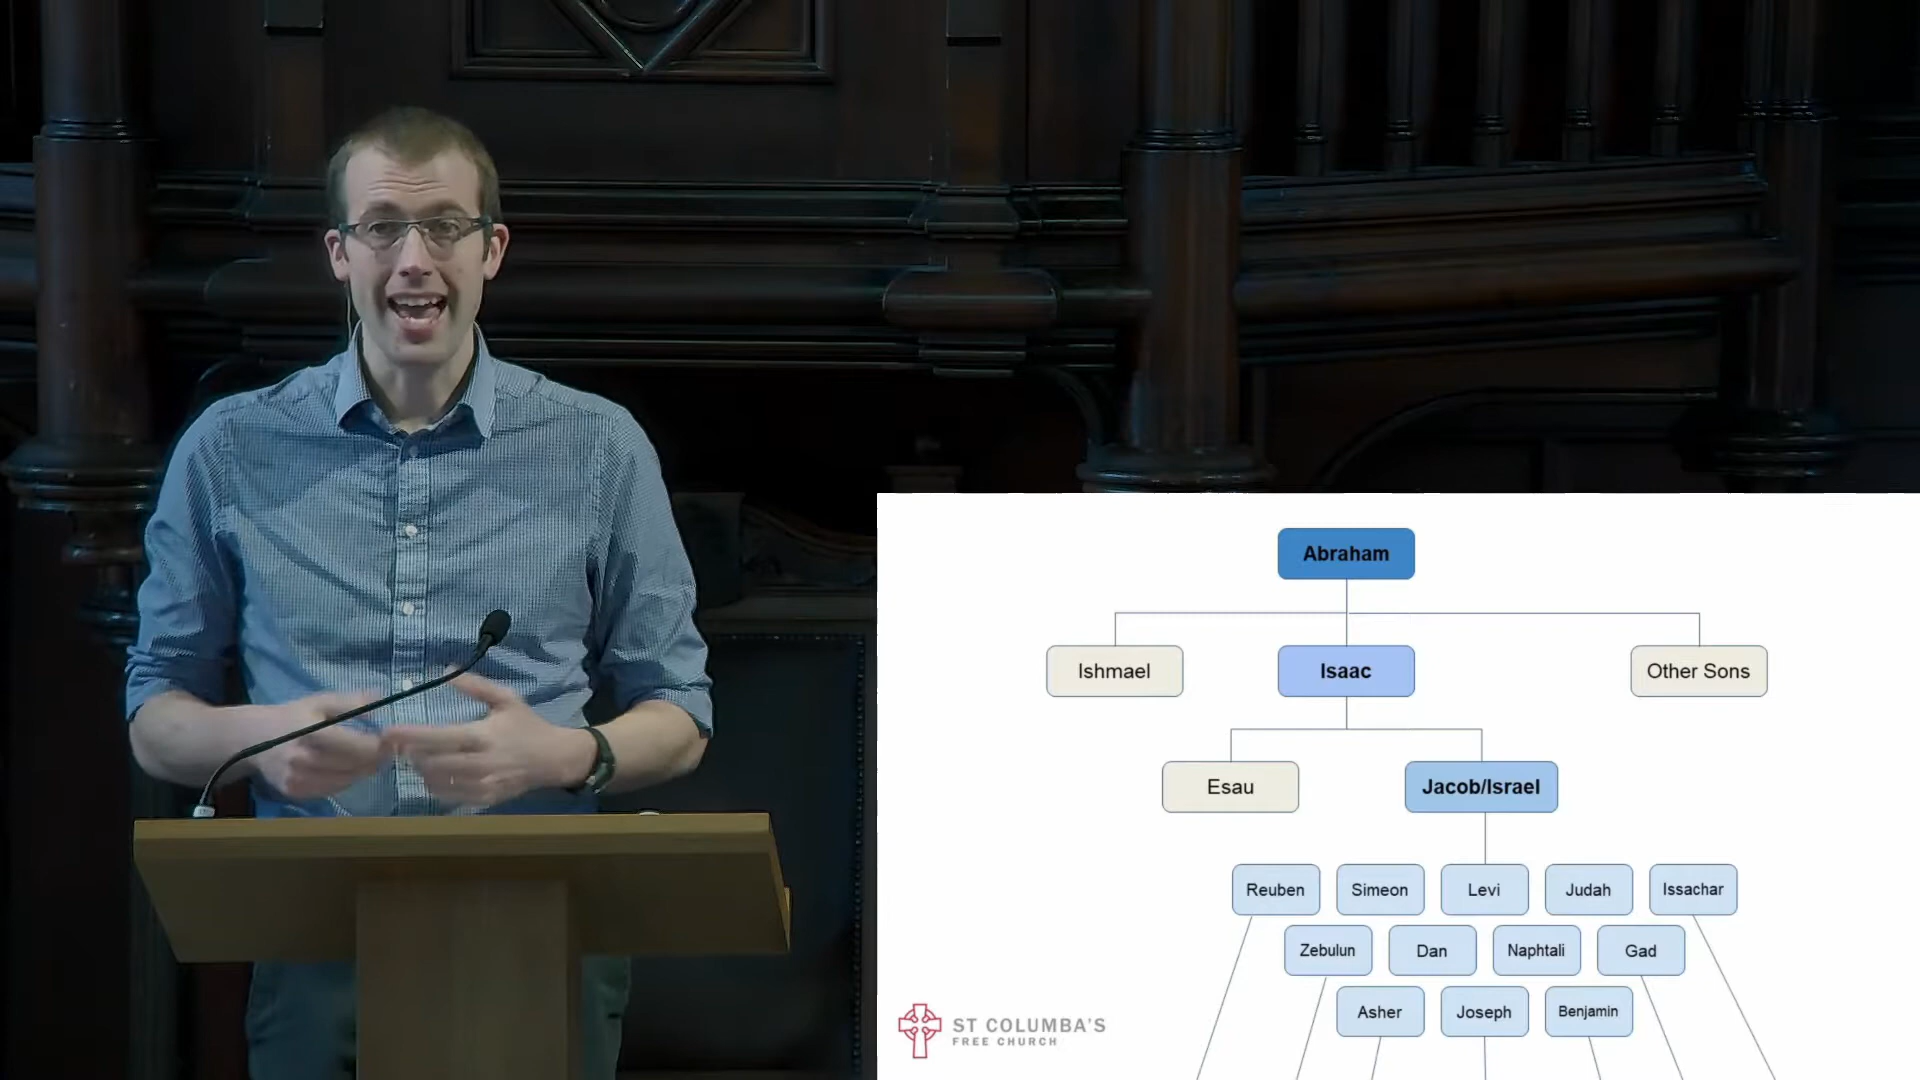 Abraham
Ishmael
Isaac
Other Sons
Esau
Jacob/Israel
Reuben
Simeon
Levi
Judah
Issachar
Zebulun
Dan
Naphtali
Gad
Asher
Joseph
Benjamin
ST COLUMBA'S
FREE CHURCH